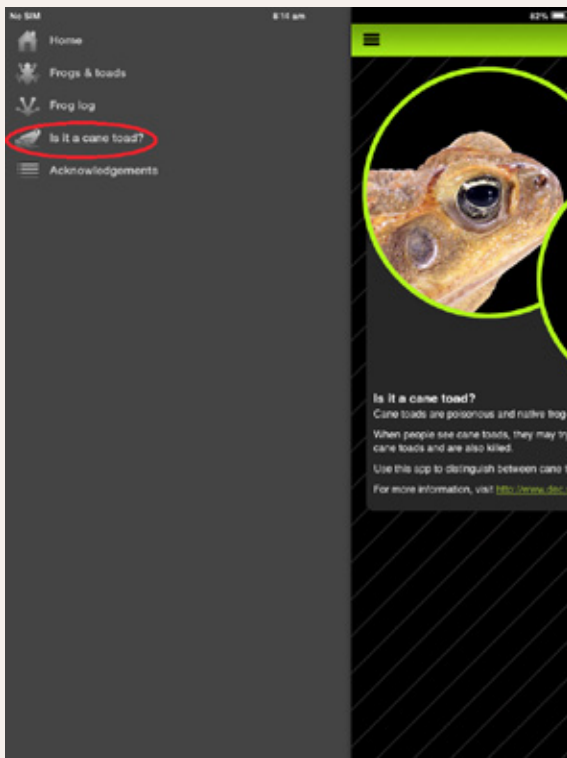 No SIM
8:14 am
82%
Home
Frogs & toads
Frog log
Is it a cane toad?
Acknowledgements
Is it a cane toad?
Cane toads are poisonous and native frog
When people see cane toads, they may try
cane toads and are also killed.
Use this app to distinguish between cane t
For more information, visit http://www.dec.